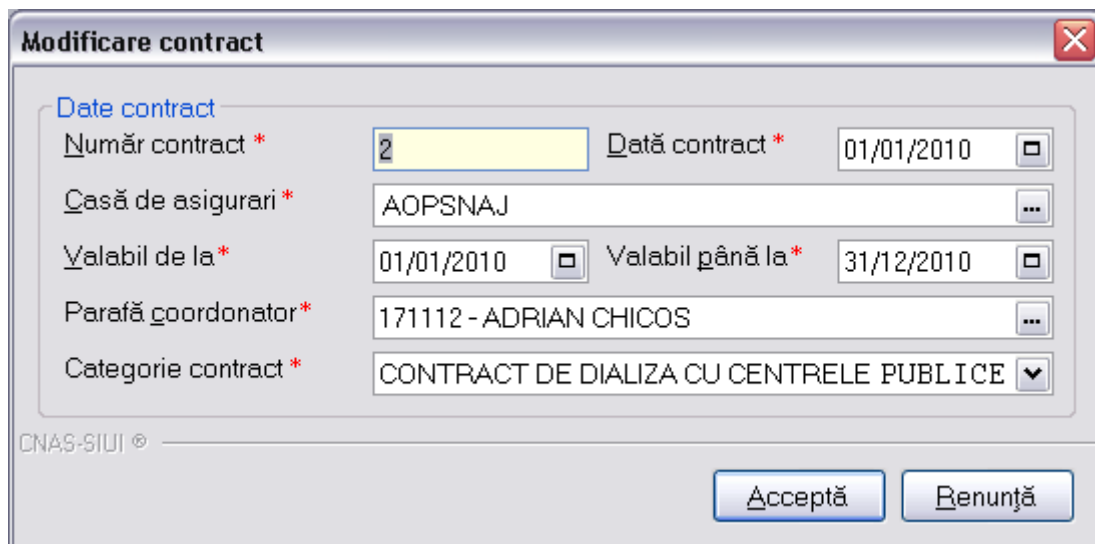 Modificare contract
Date contract
Număr contract * 2 Dată contract * 01/01/2010
Casă de asigurari * AOPSNAJ ...
Valabil de la * 01/01/2010 Valabil până la * 31/12/2010
Parafă coordonator * 171112 - ADRIAN CHICOS ...
Categorie contract * CONTRACT DE DIALIZA CU CENTRELE PUBLICE
CNAS-SIUI ®
Acceptă Renunţă